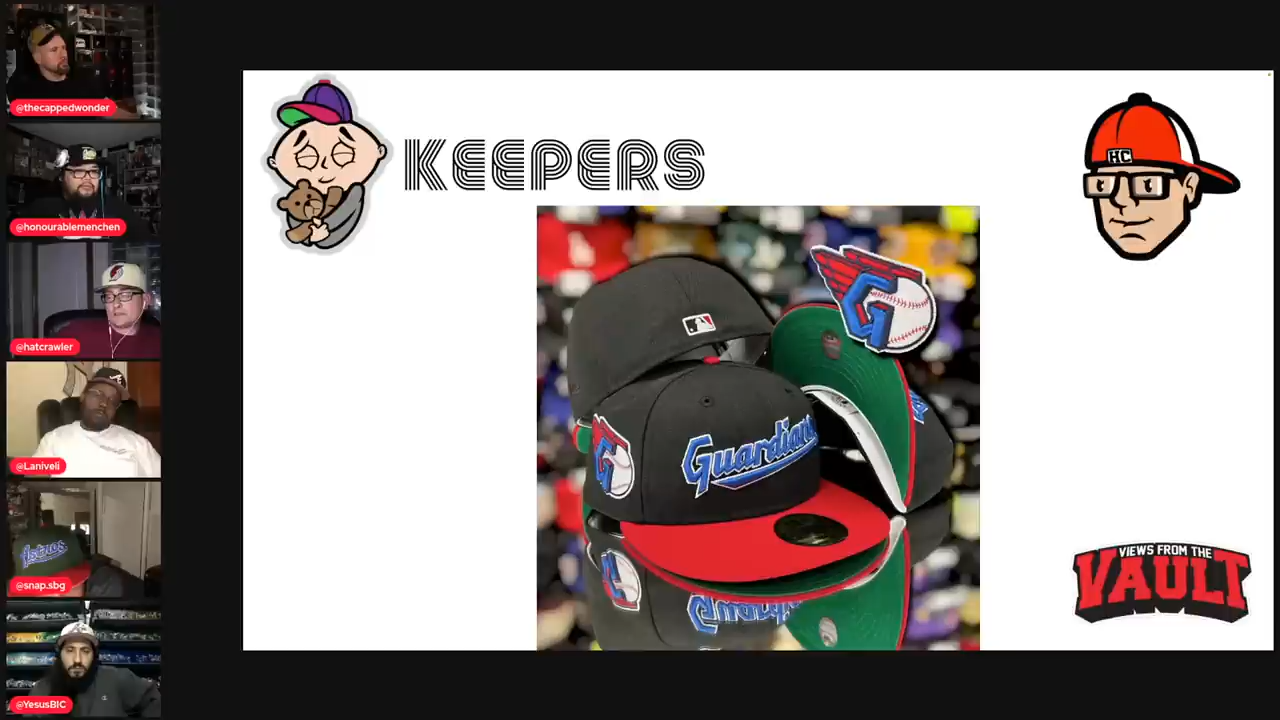 @thecappedwonder
@honourablemenchen
@hatcrawler
@Laniveli
Astros
@snap.sbg
@YesusBIC
KEEPERS
HC
G
Guardians
G
VIEWS FROM THE
VAULT